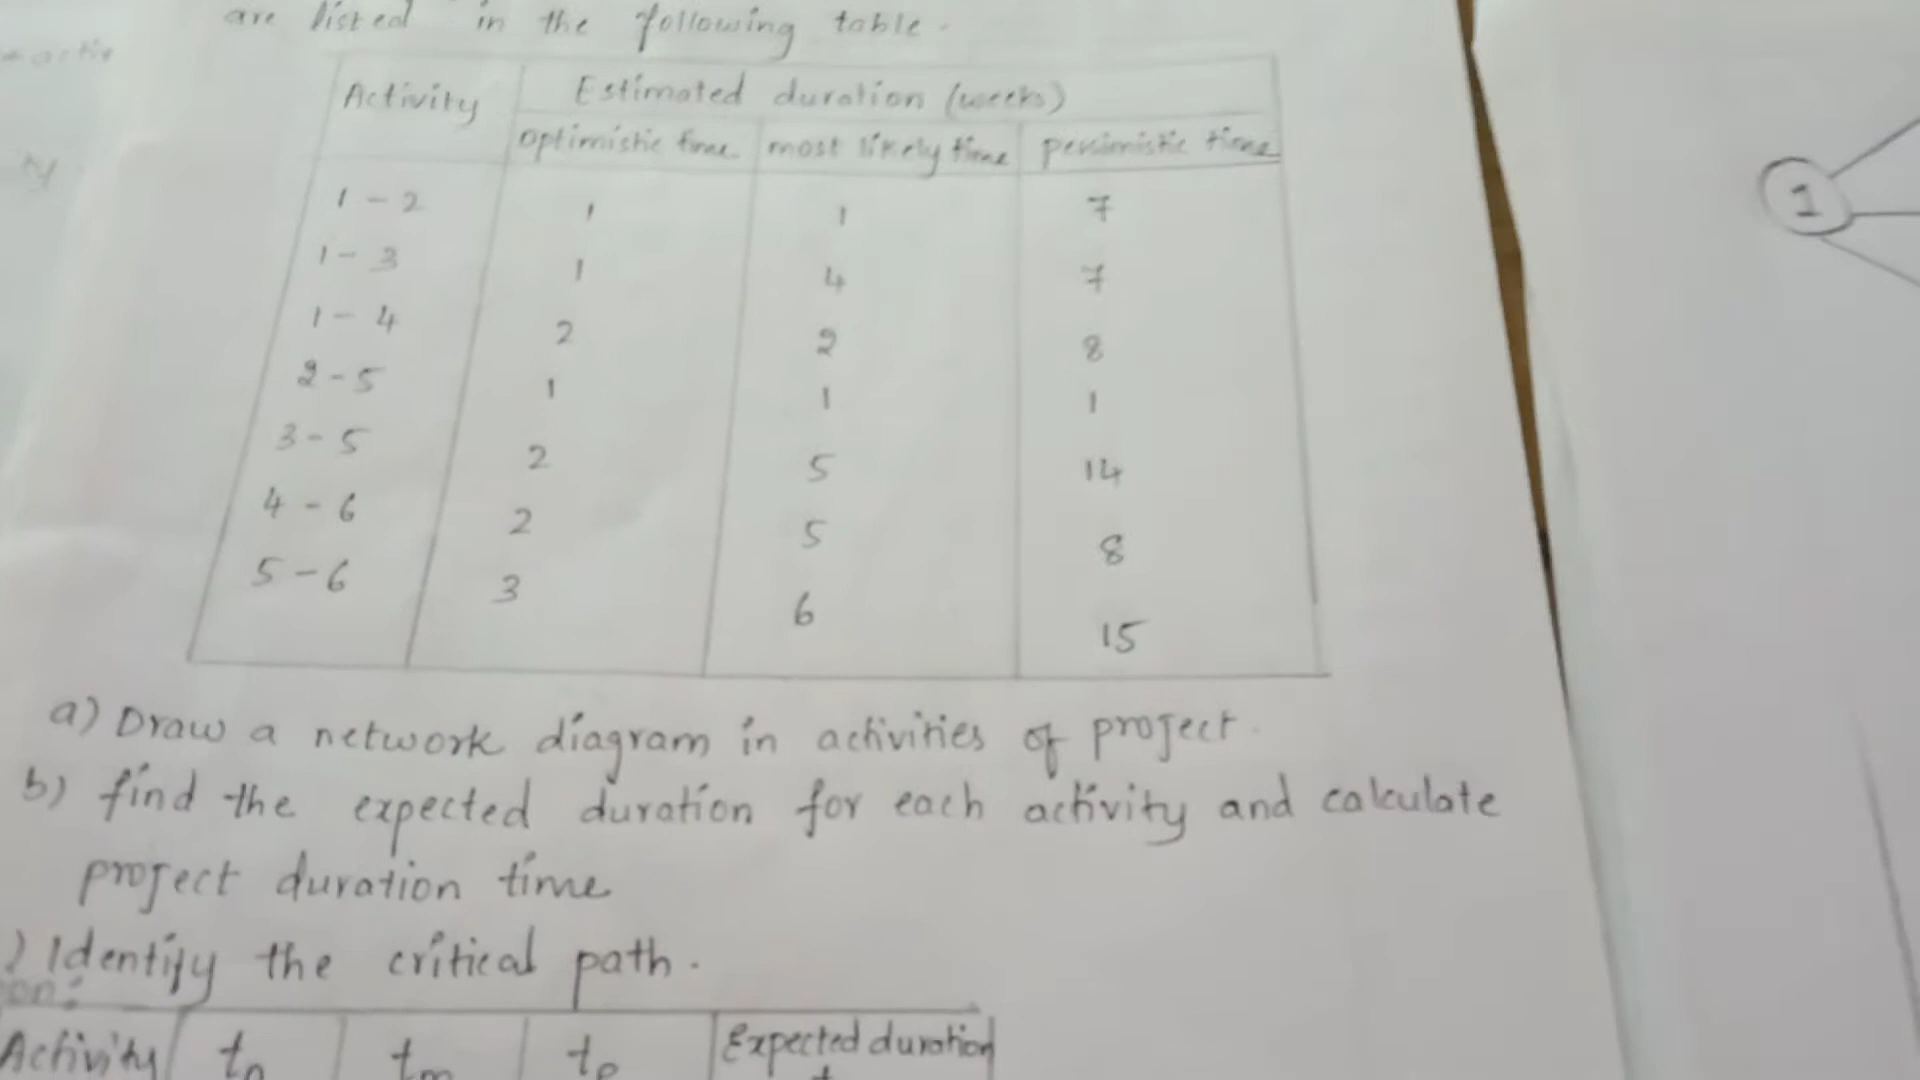 are listed in the following table.
Activity Estimated duration (weeks)
optimistic time most likely time pessimistic time
1 - 2 1 1 7
1 - 3 1 4 7
1 - 4 2 2 8
2 - 5 1 1 1
3 - 5 2 5 14
4 - 6 2 5 8
5 - 6 3 6 15
a) Draw a network diagram in activities of project.
b) find the expected duration for each activity and calculate
project duration time
) Identify the critical path.
on:
Activity to tm tp Expected duration
1